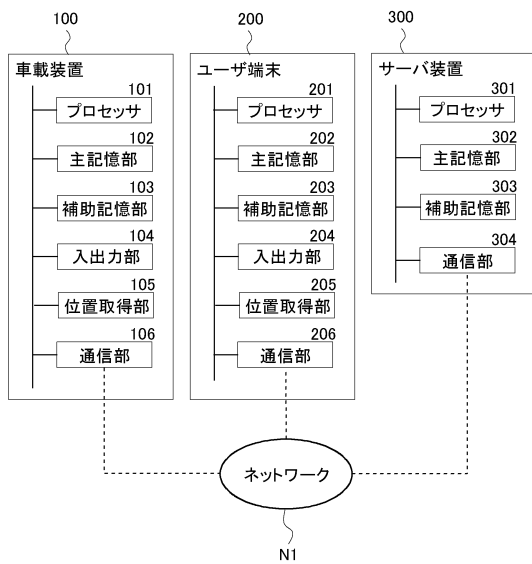 100
車載装置
101
プロセッサ
102
主記憶部
103
補助記憶部
104
入出力部
105
位置取得部
106
通信部
200
ユーザ端末
201
プロセッサ
202
主記憶部
203
補助記憶部
204
入出力部
205
位置取得部
206
通信部
300
サーバ装置
301
プロセッサ
302
主記憶部
303
補助記憶部
304
通信部
ネットワーク
N1